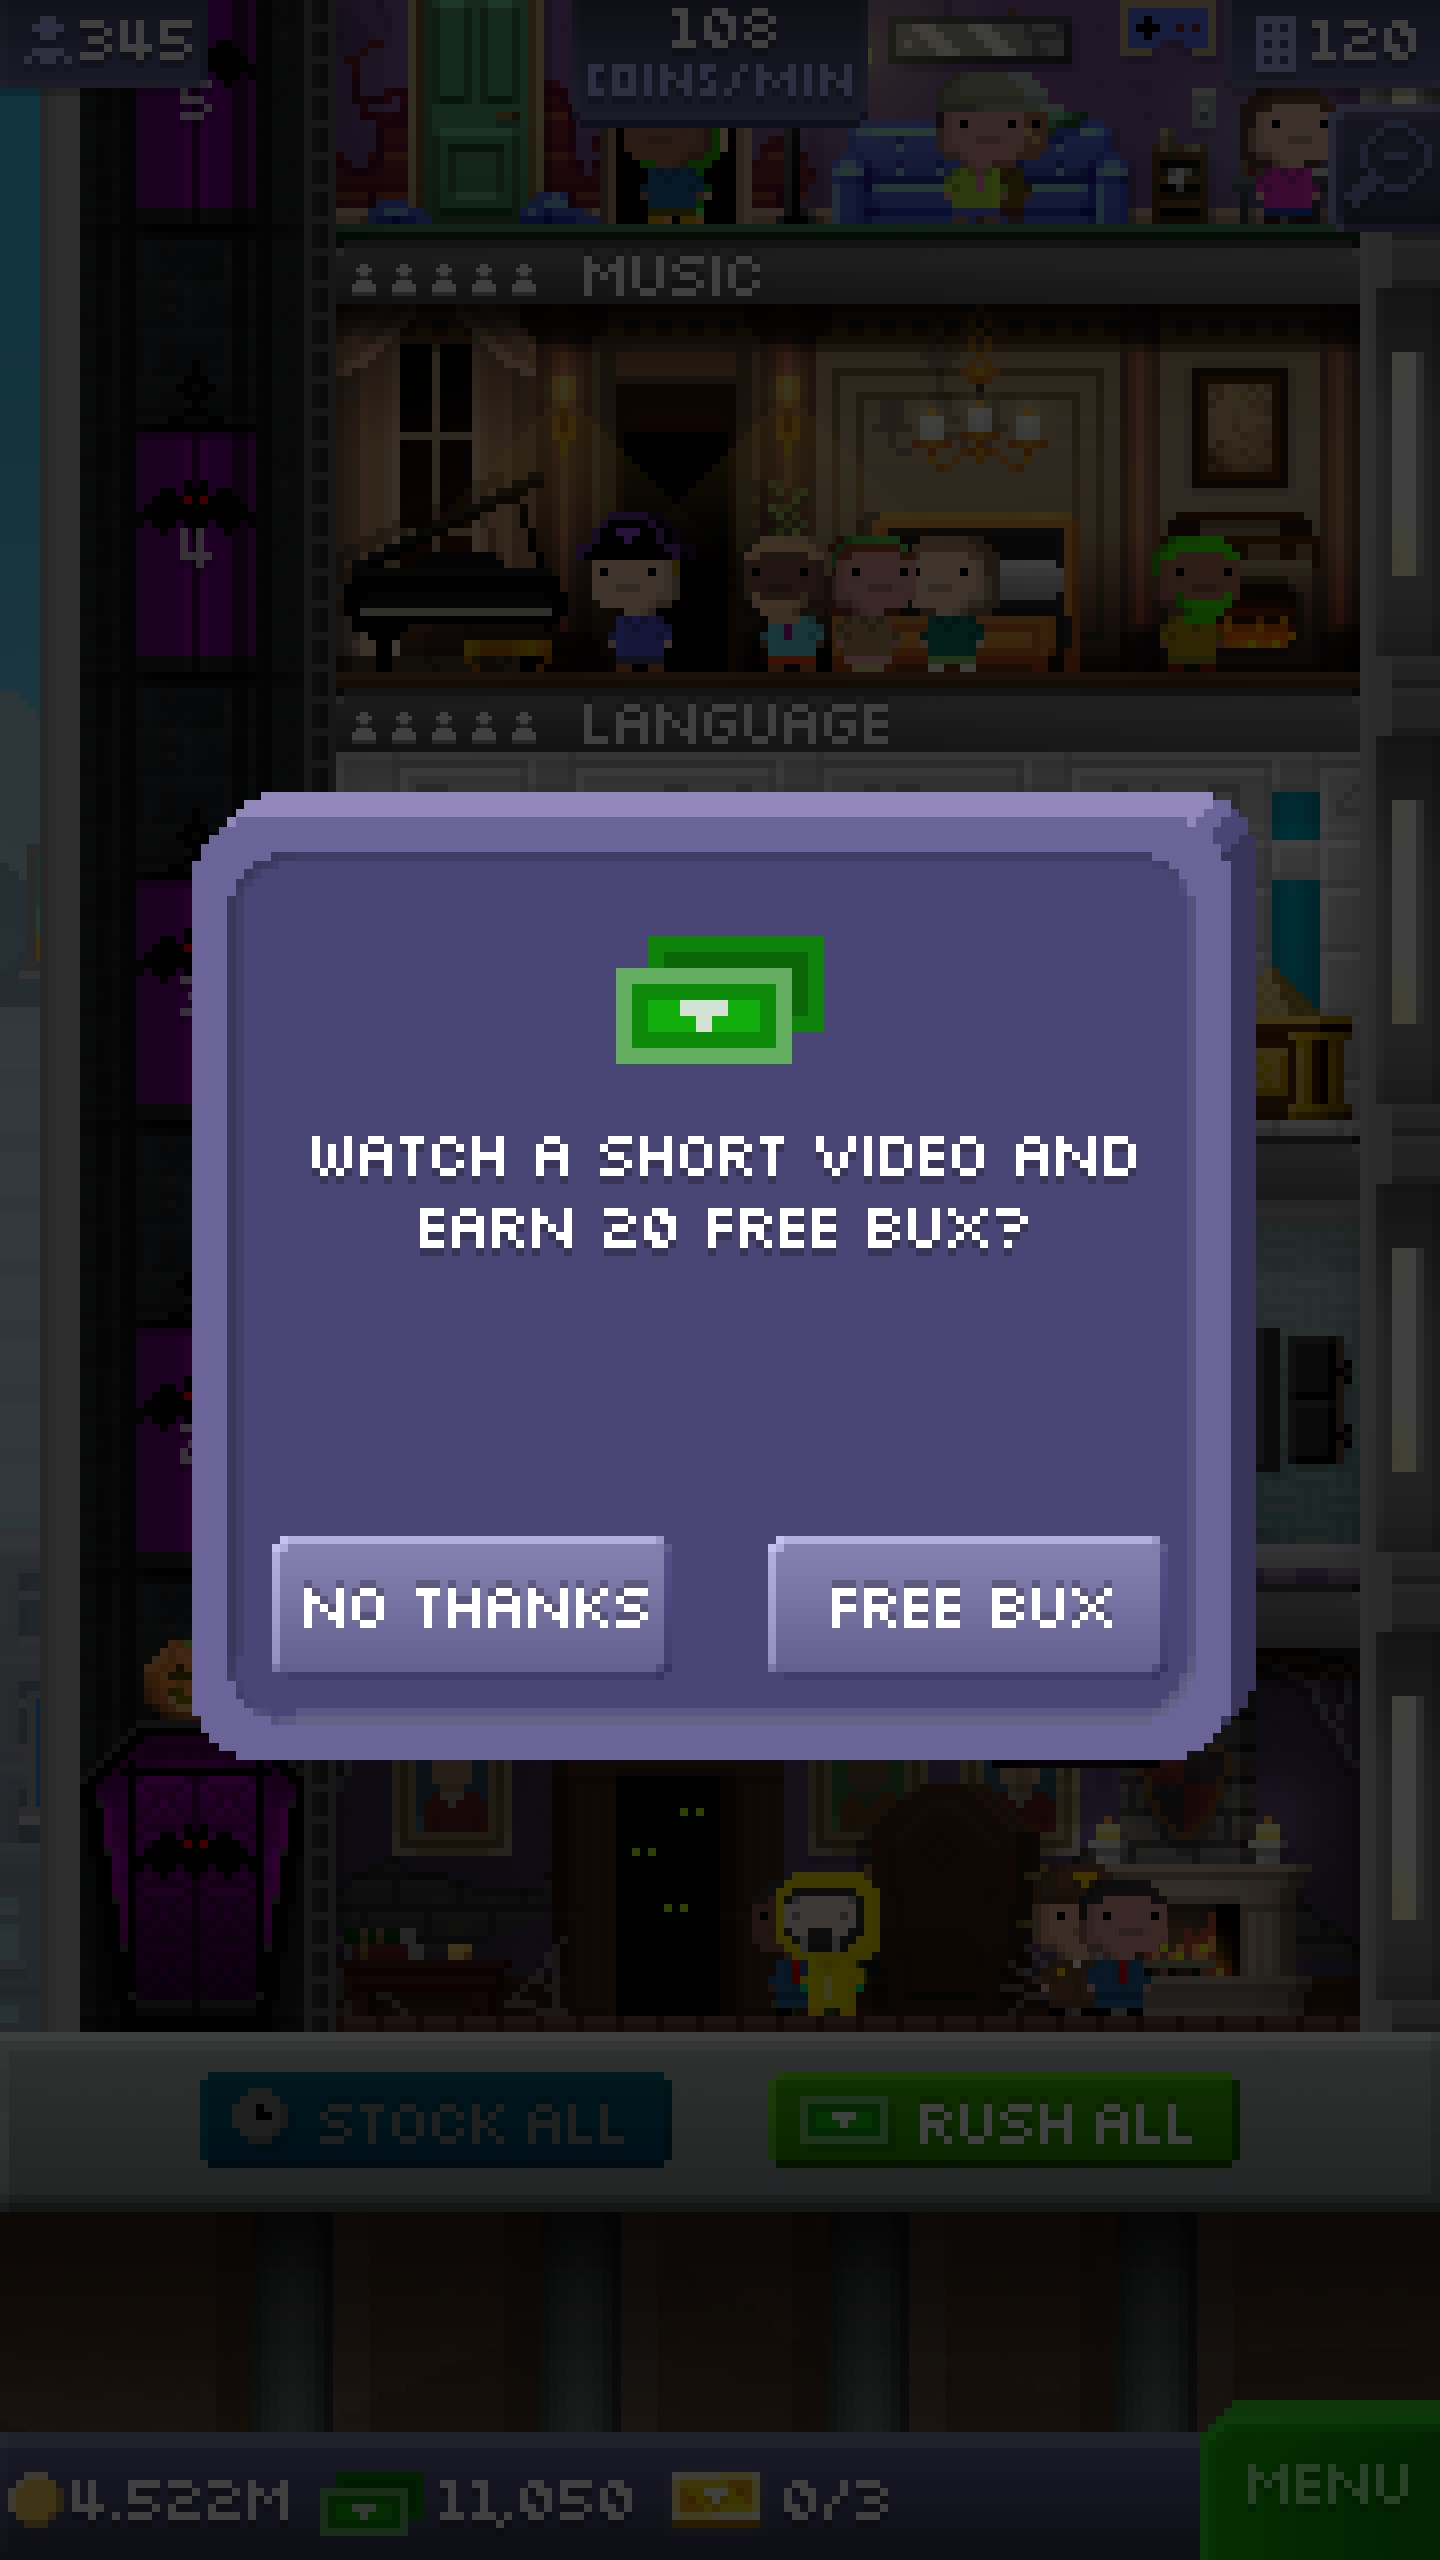 345
108
COINS/MIN
120
5
MUSIC
4
LANGUAGE
WATCH A SHORT VIDEO AND
EARN 20 FREE BUX?
NO THANKS
FREE BUX
STOCK ALL
RUSH ALL
4.522M
11,050
0/3
MENU